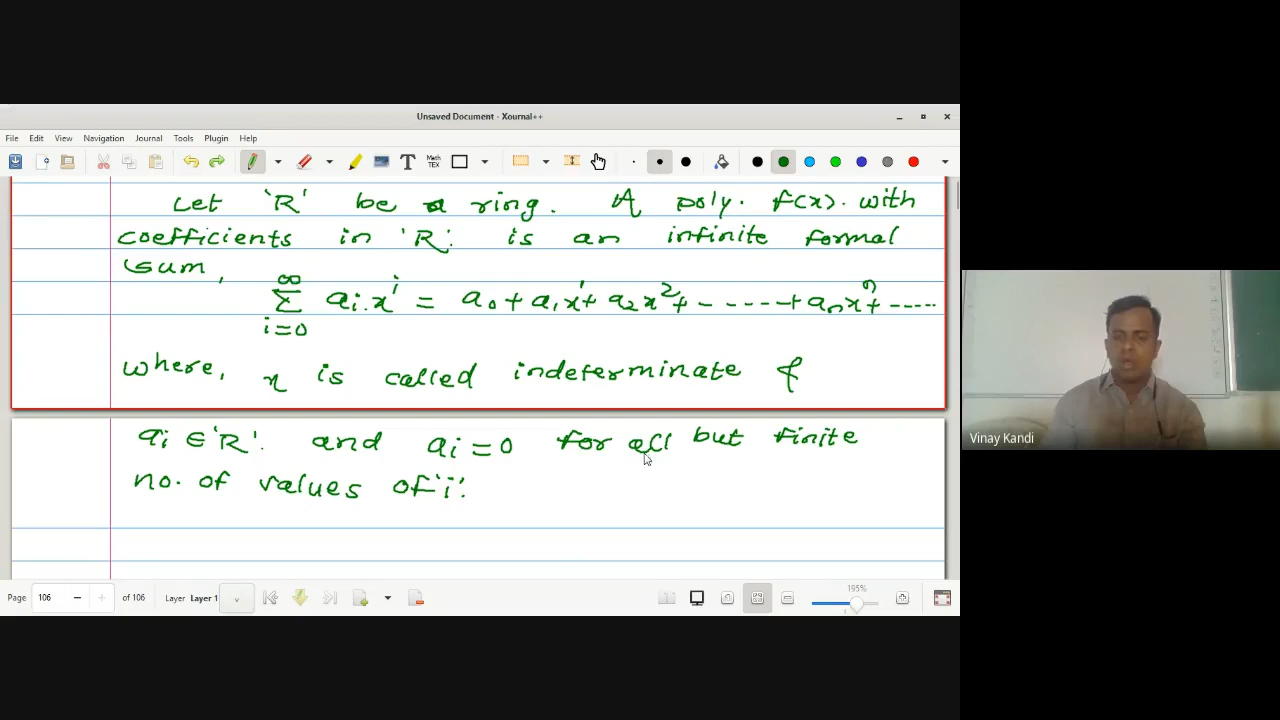 Unsaved Document - Xournal++
File Edit View Navigation Journal Tools Plugin Help
Let 'R' be a ring. A poly. f(x). with
coefficients in 'R'. is an infinite formal
sum,
∞
Σ ai.x^i = a0 + a1x^1 + a2x^2 + ------ + anx^n + -----
i=0
where, x is called indeterminate &
ai ∈ 'R'. and ai = 0 for all but finite
no. of values of 'i'.
Vinay Kandi
Page 106 of 106 Layer Layer 1 195%